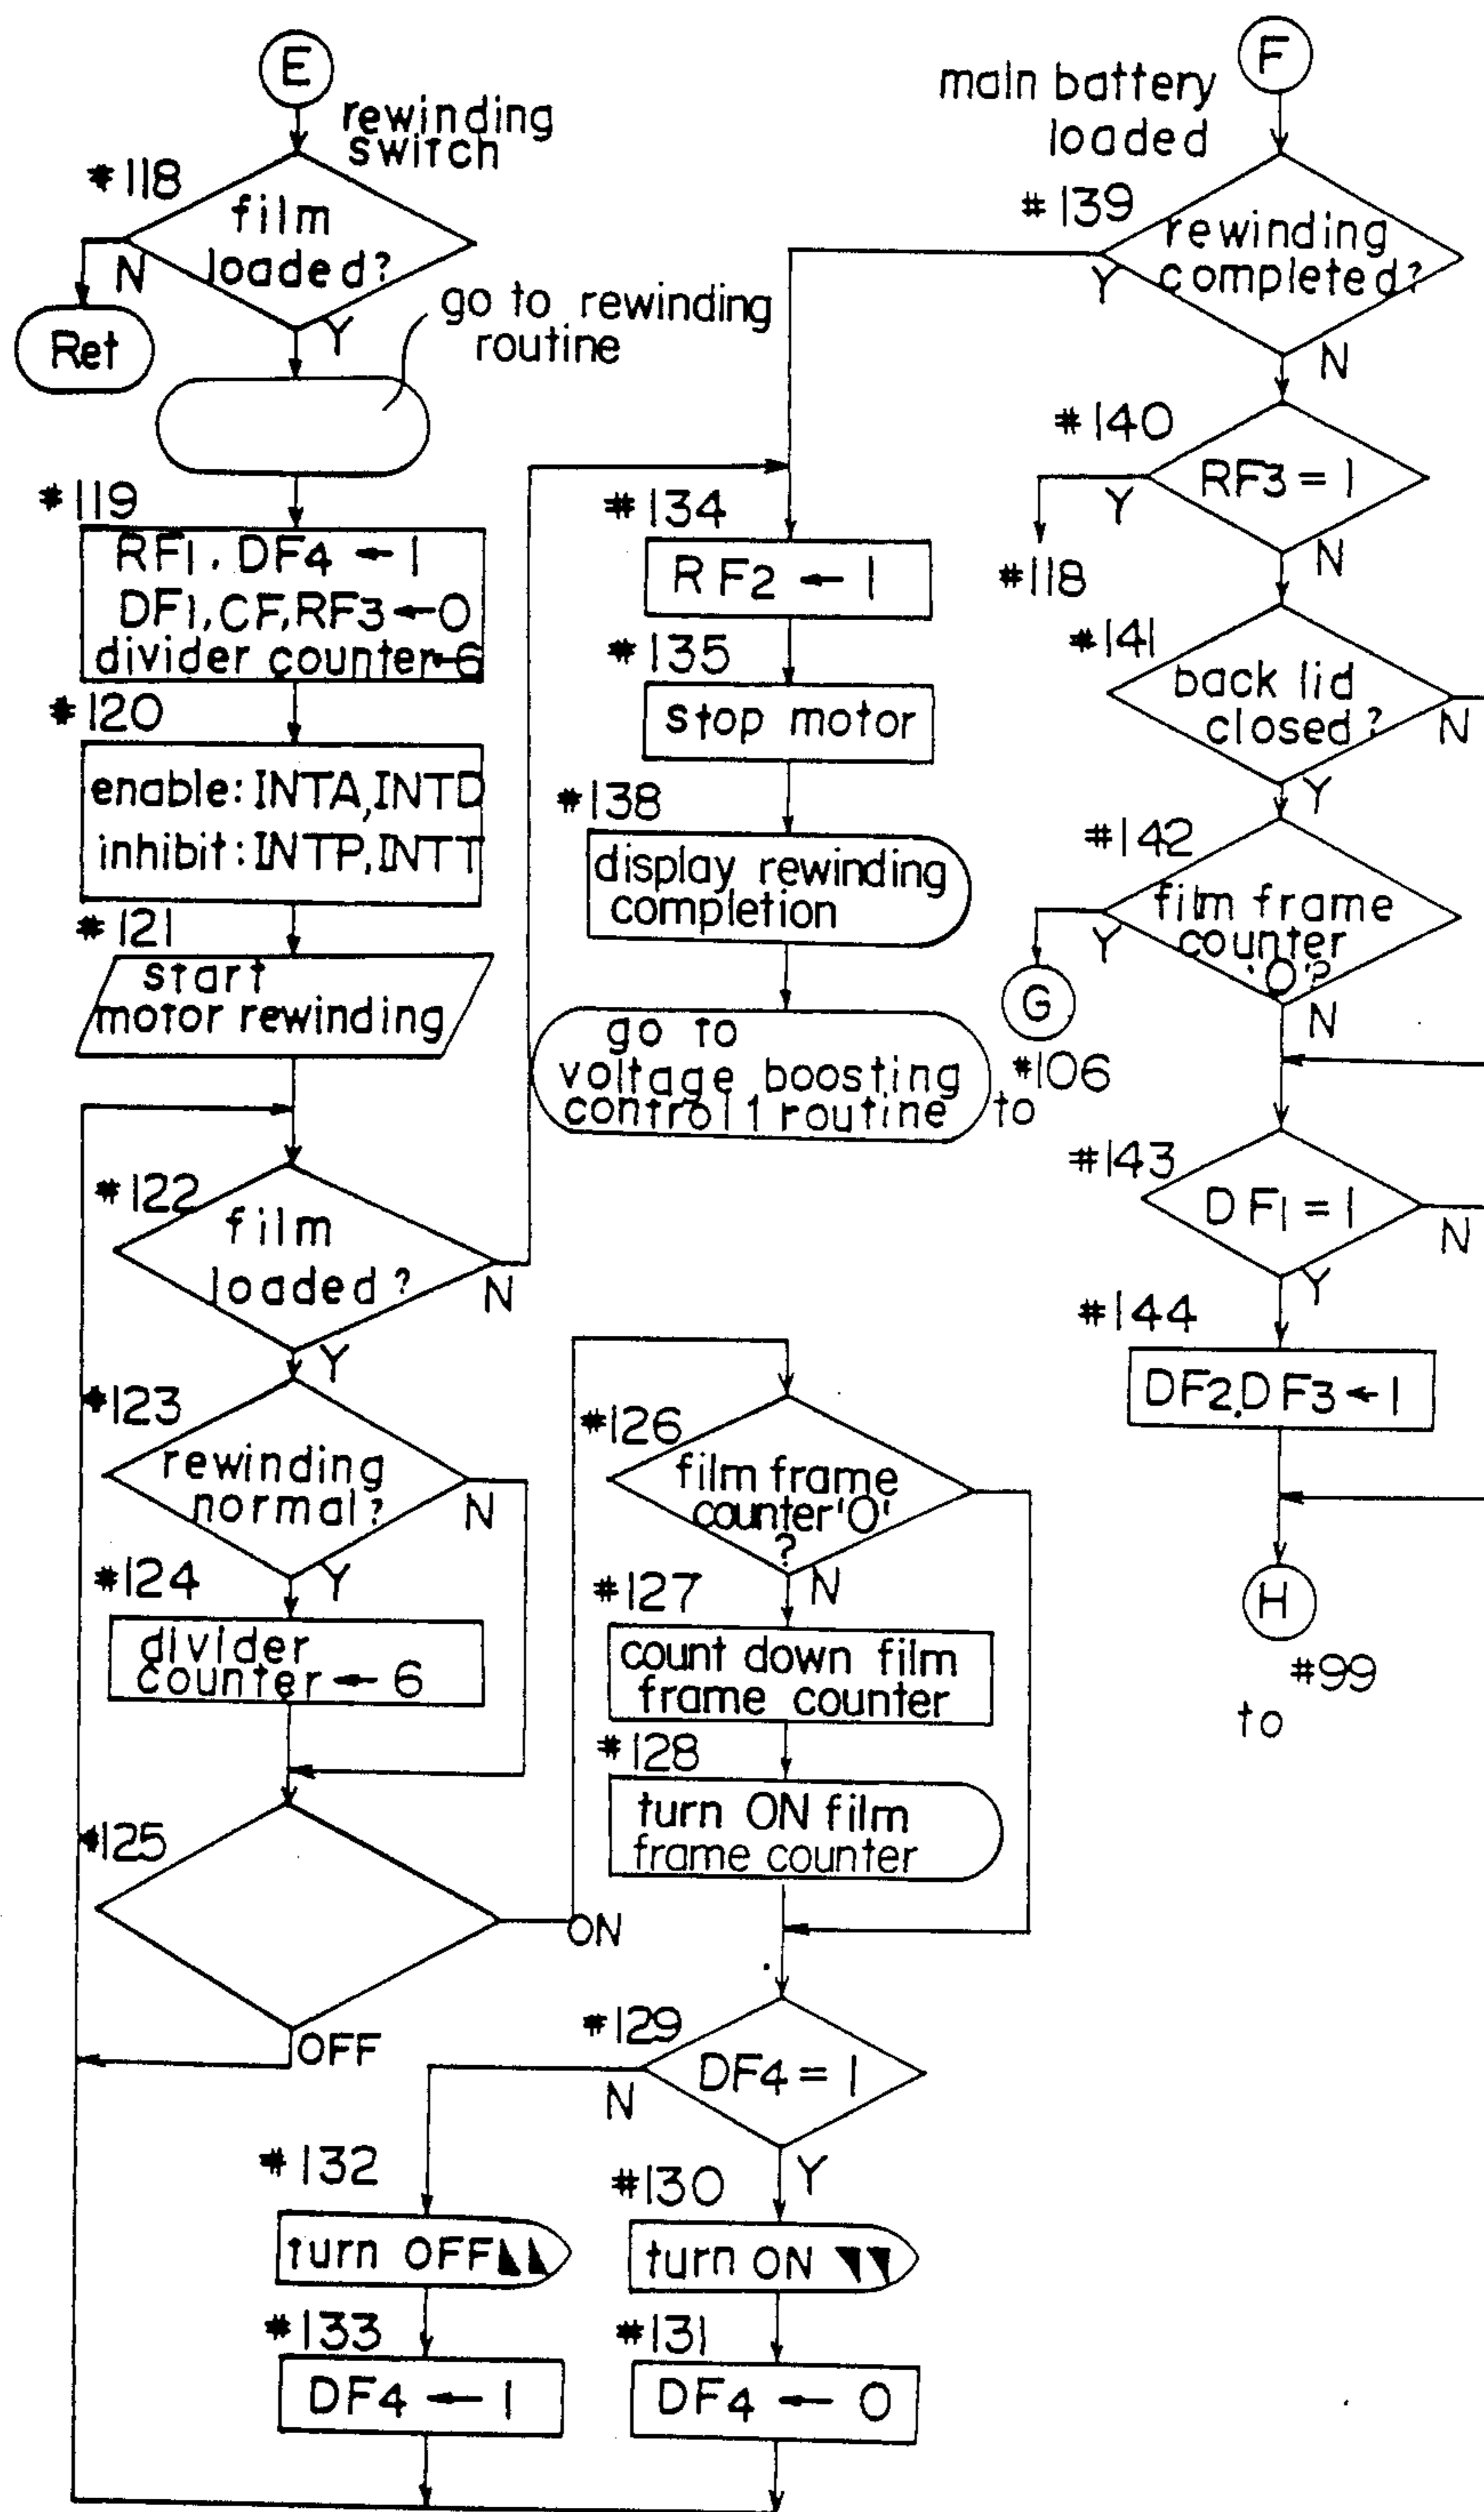 E
rewinding
switch
*118
film
loaded?
N
Y
Ret
go to rewinding
routine
*119
RF1, DF4 ← 1
DF1, CF, RF3 ← 0
divider counter←6
*120
enable: INTA, INTD
inhibit: INTP, INTT
*121
start
motor rewinding
*122
film
loaded?
N
Y
*123
rewinding
normal?
N
Y
*124
divider
counter ← 6
*125
ON
OFF
#134
RF2 ← 1
*135
stop motor
*138
display rewinding
completion
go to
voltage boosting
control 1 routine
*126
film frame
counter'0'
?
N
*127
count down film
frame counter
*128
turn ON film
frame counter
*129
DF4 = 1
N
Y
*132
turn OFF
*133
DF4 ← 1
#130
turn ON
*131
DF4 ← 0
F
main battery
loaded
#139
rewinding
completed?
Y
N
#140
RF3 = 1
Y
N
#118
*141
back lid
closed?
N
Y
#142
film frame
counter
'0'?
Y
N
G
*106
to
#143
DF1 = 1
N
Y
#144
DF2, DF3 ← 1
H
#99
to